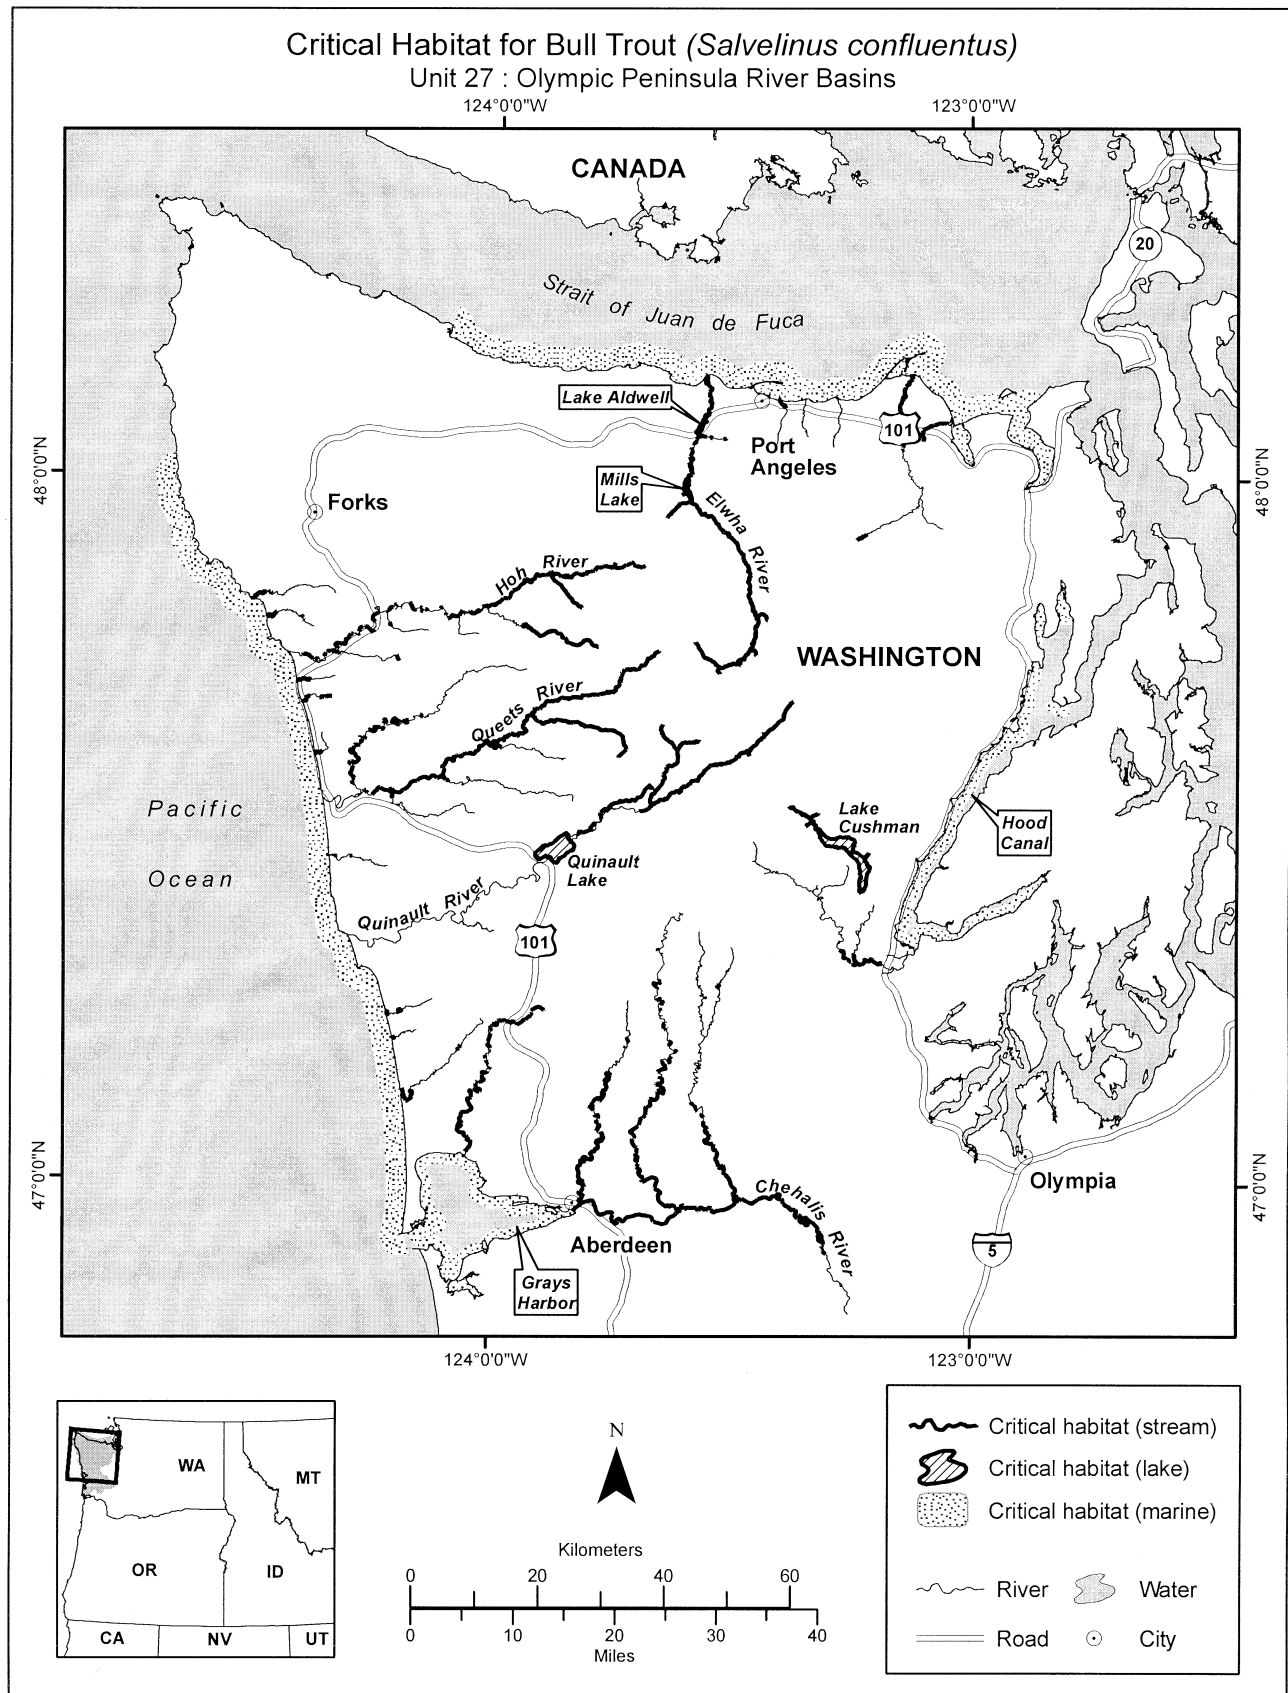 Critical Habitat for Bull Trout (Salvelinus confluentus)
Unit 27 : Olympic Peninsula River Basins
124°0'0"W
123°0'0"W
CANADA
20
Strait of Juan de Fuca
Lake Aldwell
101
Port
Angeles
48°0'0"N
48°0'0"N
Mills
Lake
Forks
Elwha River
Hoh River
WASHINGTON
Queets River
Pacific
Ocean
Lake
Cushman
Hood
Canal
Quinault
Lake
Quinault River
101
47°0'0"N
47°0'0"N
Olympia
Chehalis River
Aberdeen
5
Grays
Harbor
124°0'0"W
123°0'0"W
WA
MT
OR
ID
CA
NV
UT
N
Kilometers
0 20 40 60
0 10 20 30 40
Miles
Critical habitat (stream)
Critical habitat (lake)
Critical habitat (marine)
River
Water
Road
City